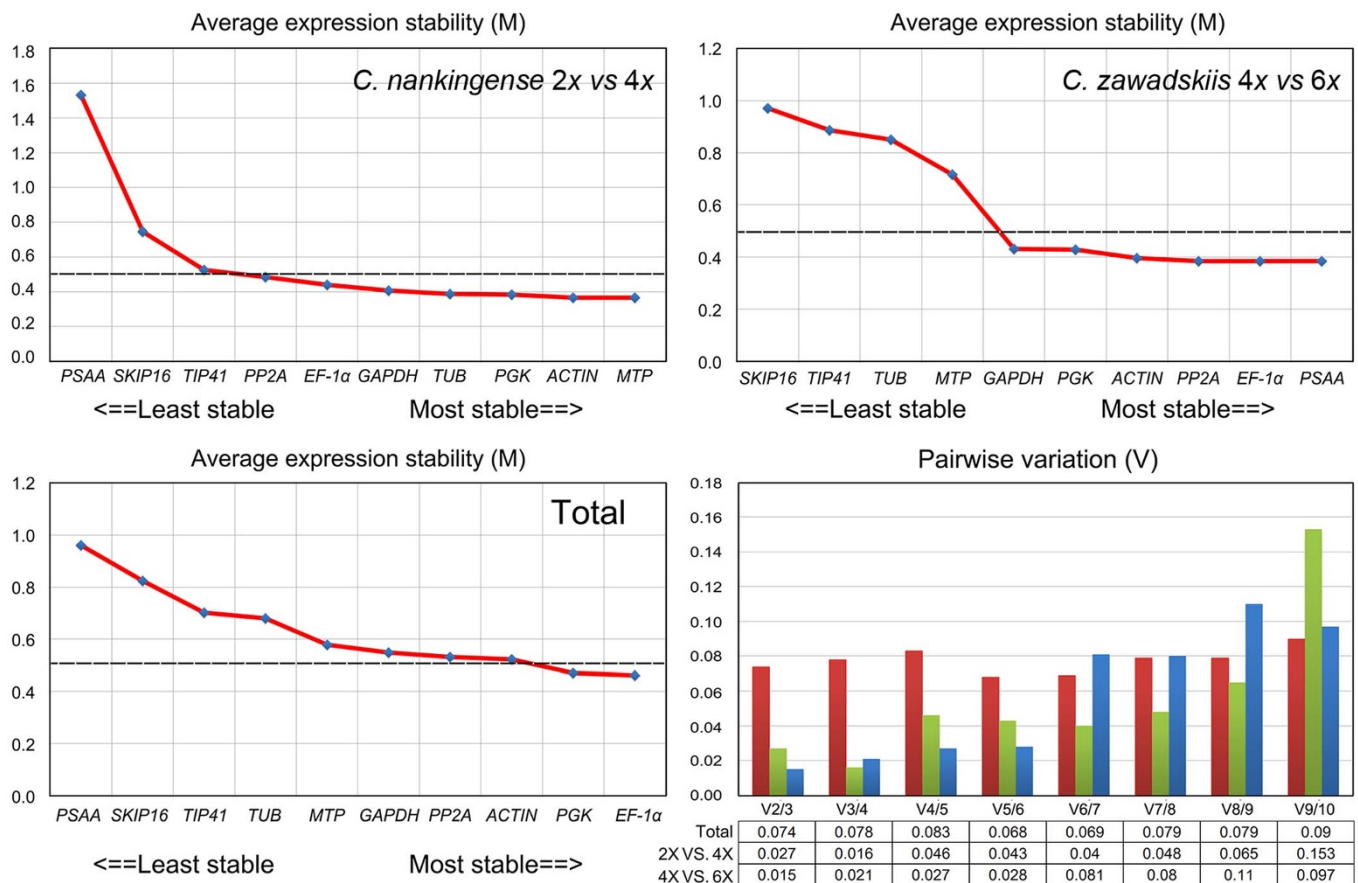 Average expression stability (M)
C. nankingense 2x vs 4x
1.8
1.6
1.4
1.2
1.0
0.8
0.6
0.4
0.2
0.0
PSAA SKIP16 TIP41 PP2A EF-1α GAPDH TUB PGK ACTIN MTP
<==Least stable Most stable==>
Average expression stability (M)
C. zawadskiis 4x vs 6x
1.2
1.0
0.8
0.6
0.4
0.2
0.0
SKIP16 TIP41 TUB MTP GAPDH PGK ACTIN PP2A EF-1α PSAA
<==Least stable Most stable==>
Average expression stability (M)
Total
1.2
1.0
0.8
0.6
0.4
0.2
0.0
PSAA SKIP16 TIP41 TUB MTP GAPDH PP2A ACTIN PGK EF-1α
<==Least stable Most stable==>
Pairwise variation (V)
0.18
0.16
0.14
0.12
0.10
0.08
0.06
0.04
0.02
0.00
V2/3 V3/4 V4/5 V5/6 V6/7 V7/8 V8/9 V9/10
Total 0.074 0.078 0.083 0.068 0.069 0.079 0.079 0.09
2X VS. 4X 0.027 0.016 0.046 0.043 0.04 0.048 0.065 0.153
4X VS. 6X 0.015 0.021 0.027 0.028 0.081 0.08 0.11 0.097